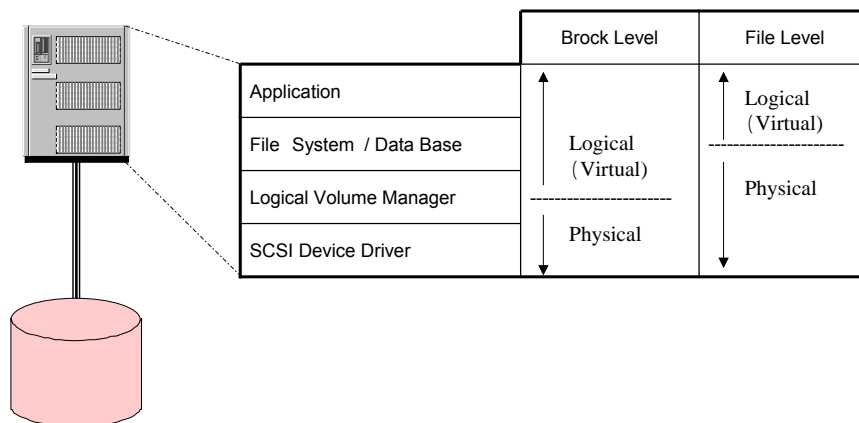 Brock Level
File Level
Application
File System / Data Base
Logical Volume Manager
SCSI Device Driver
Logical
(Virtual)
Physical
Logical
(Virtual)
Physical